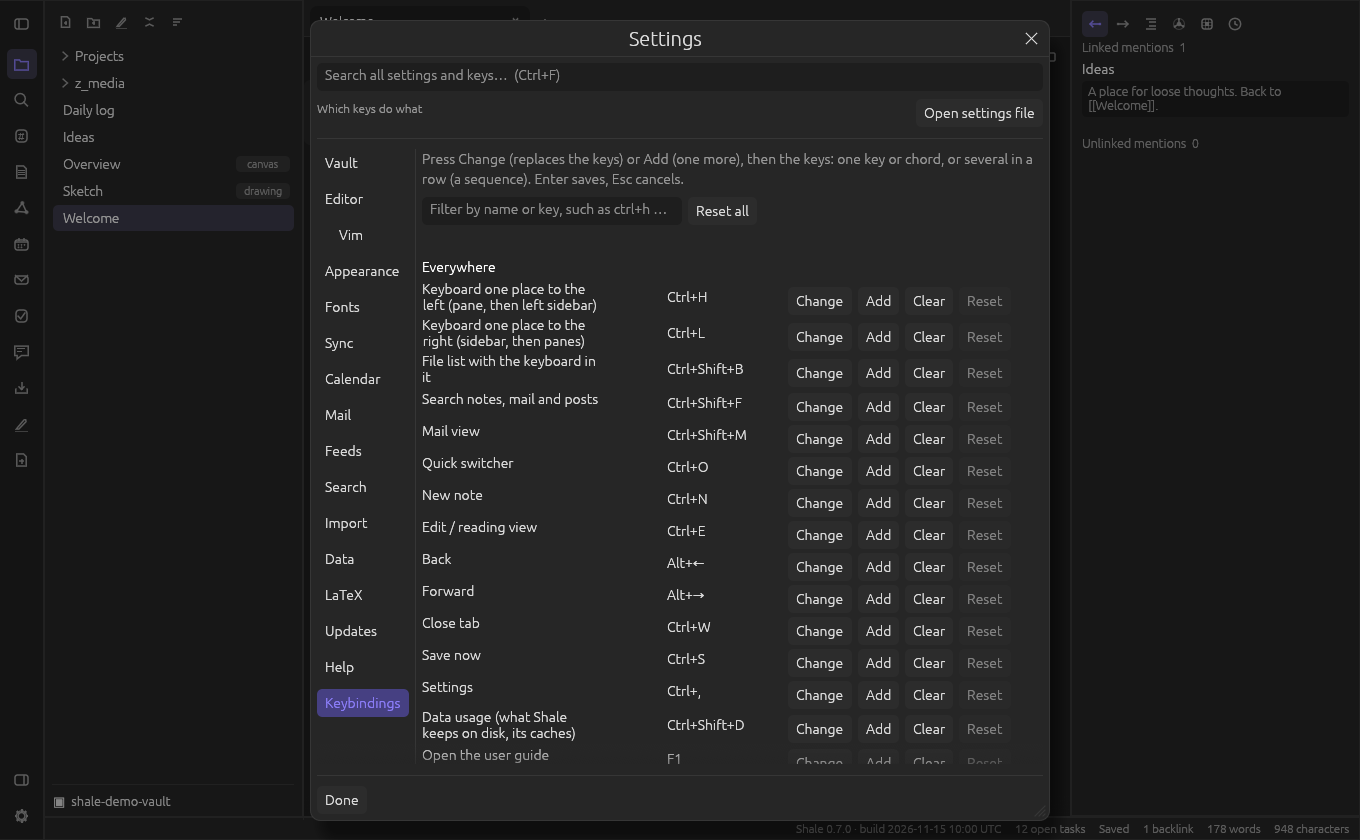 Settings
Search all settings and keys... (Ctrl+F)
Which keys do what
Open settings file
Projects
z_media
Daily log
Ideas
Overview
canvas
Sketch
drawing
Welcome
shale-demo-vault
Vault
Editor
Vim
Appearance
Fonts
Sync
Calendar
Mail
Feeds
Search
Import
Data
LaTeX
Updates
Help
Keybindings
Press Change (replaces the keys) or Add (one more), then the keys: one key or chord, or several in a
row (a sequence). Enter saves, Esc cancels.
Filter by name or key, such as ctrl+h ...
Reset all
Everywhere
Keyboard one place to the
left (pane, then left sidebar)
Ctrl+H
Change Add Clear Reset
Keyboard one place to the
right (sidebar, then panes)
Ctrl+L
Change Add Clear Reset
File list with the keyboard in
it
Ctrl+Shift+B
Change Add Clear Reset
Search notes, mail and posts Ctrl+Shift+F Change Add Clear Reset
Mail view Ctrl+Shift+M Change Add Clear Reset
Quick switcher Ctrl+O Change Add Clear Reset
New note Ctrl+N Change Add Clear Reset
Edit / reading view Ctrl+E Change Add Clear Reset
Back Alt+← Change Add Clear Reset
Forward Alt+→ Change Add Clear Reset
Close tab Ctrl+W Change Add Clear Reset
Save now Ctrl+S Change Add Clear Reset
Settings Ctrl+, Change Add Clear Reset
Data usage (what Shale
keeps on disk, its caches)
Ctrl+Shift+D
Change Add Clear Reset
Open the user guide F1 Change Add Clear Reset
Done
Linked mentions 1
Ideas
A place for loose thoughts. Back to
[[Welcome]].
Unlinked mentions 0
Shale 0.7.0 · build 2026-11-15 10:00 UTC 12 open tasks Saved 1 backlink 178 words 948 characters